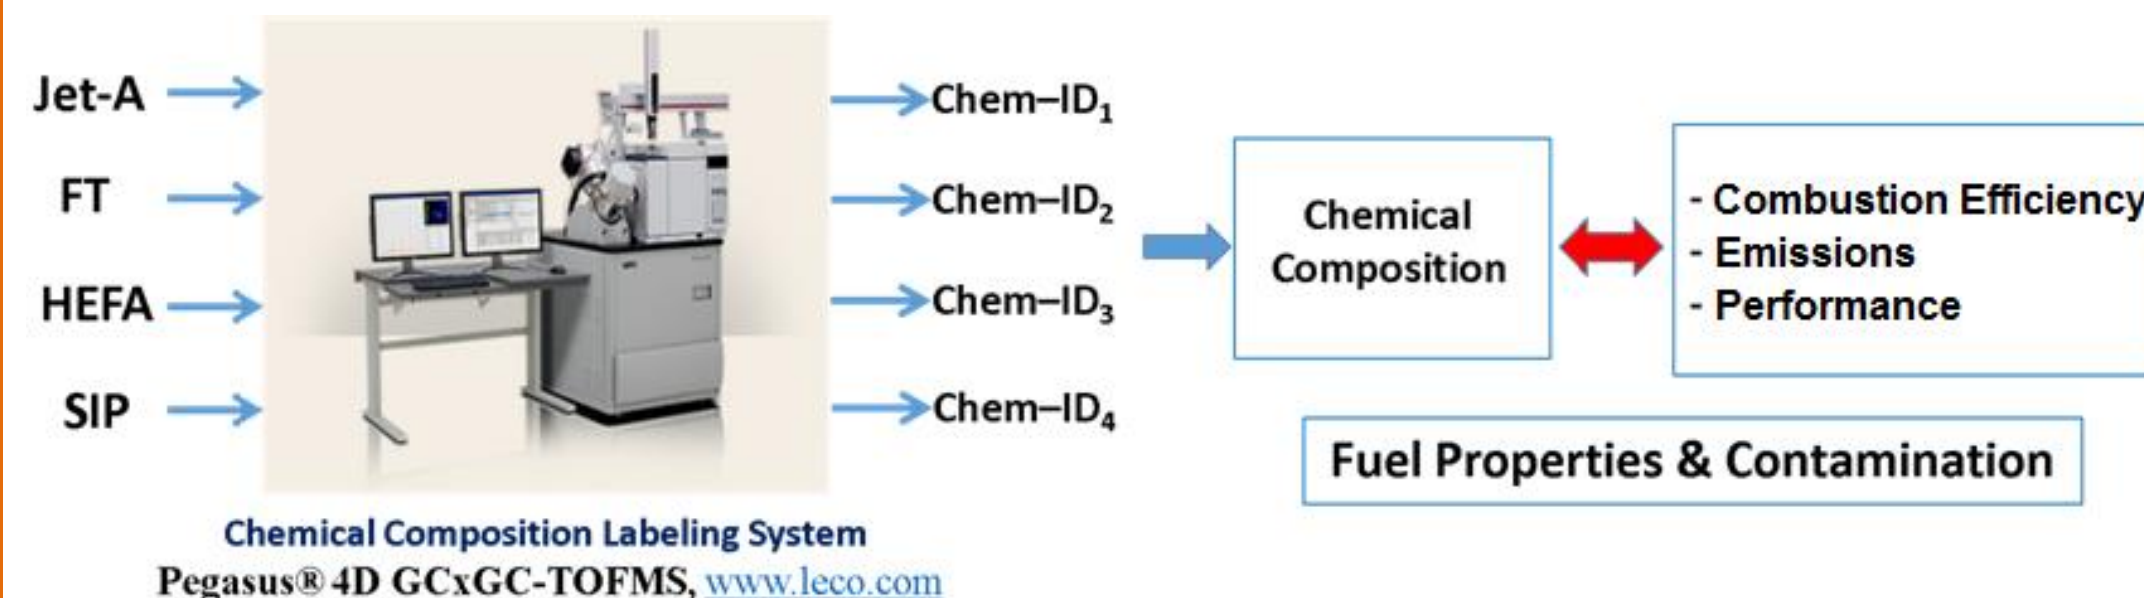 Jet-A
FT
HEFA
SIP
Chem–ID₁
Chem–ID₂
Chem–ID₃
Chem–ID₄
Chemical
Composition
- Combustion Efficiency
- Emissions
- Performance
Fuel Properties & Contamination
Chemical Composition Labeling System
Pegasus® 4D GCxGC-TOFMS, www.leco.com